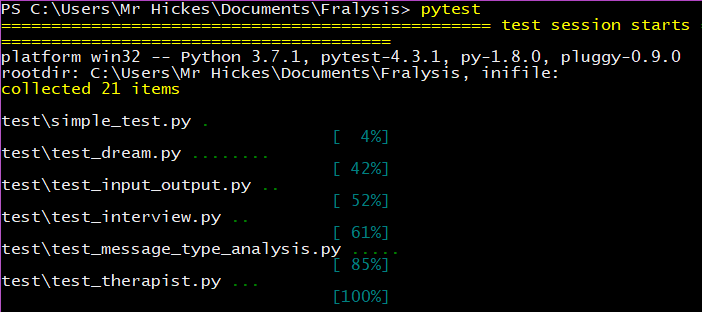 PS C:\Users\Mr Hickes\Documents\Fralysis> pytest
================================================= test session starts =
=======================================
platform win32 -- Python 3.7.1, pytest-4.3.1, py-1.8.0, pluggy-0.9.0
rootdir: C:\Users\Mr Hickes\Documents\Fralysis, inifile:
collected 21 items
test\simple_test.py .
[  4%]
test\test_dream.py ........
[ 42%]
test\test_input_output.py ..
[ 52%]
test\test_interview.py ..
[ 61%]
test\test_message_type_analysis.py .....
[ 85%]
test\test_therapist.py ...
[100%]